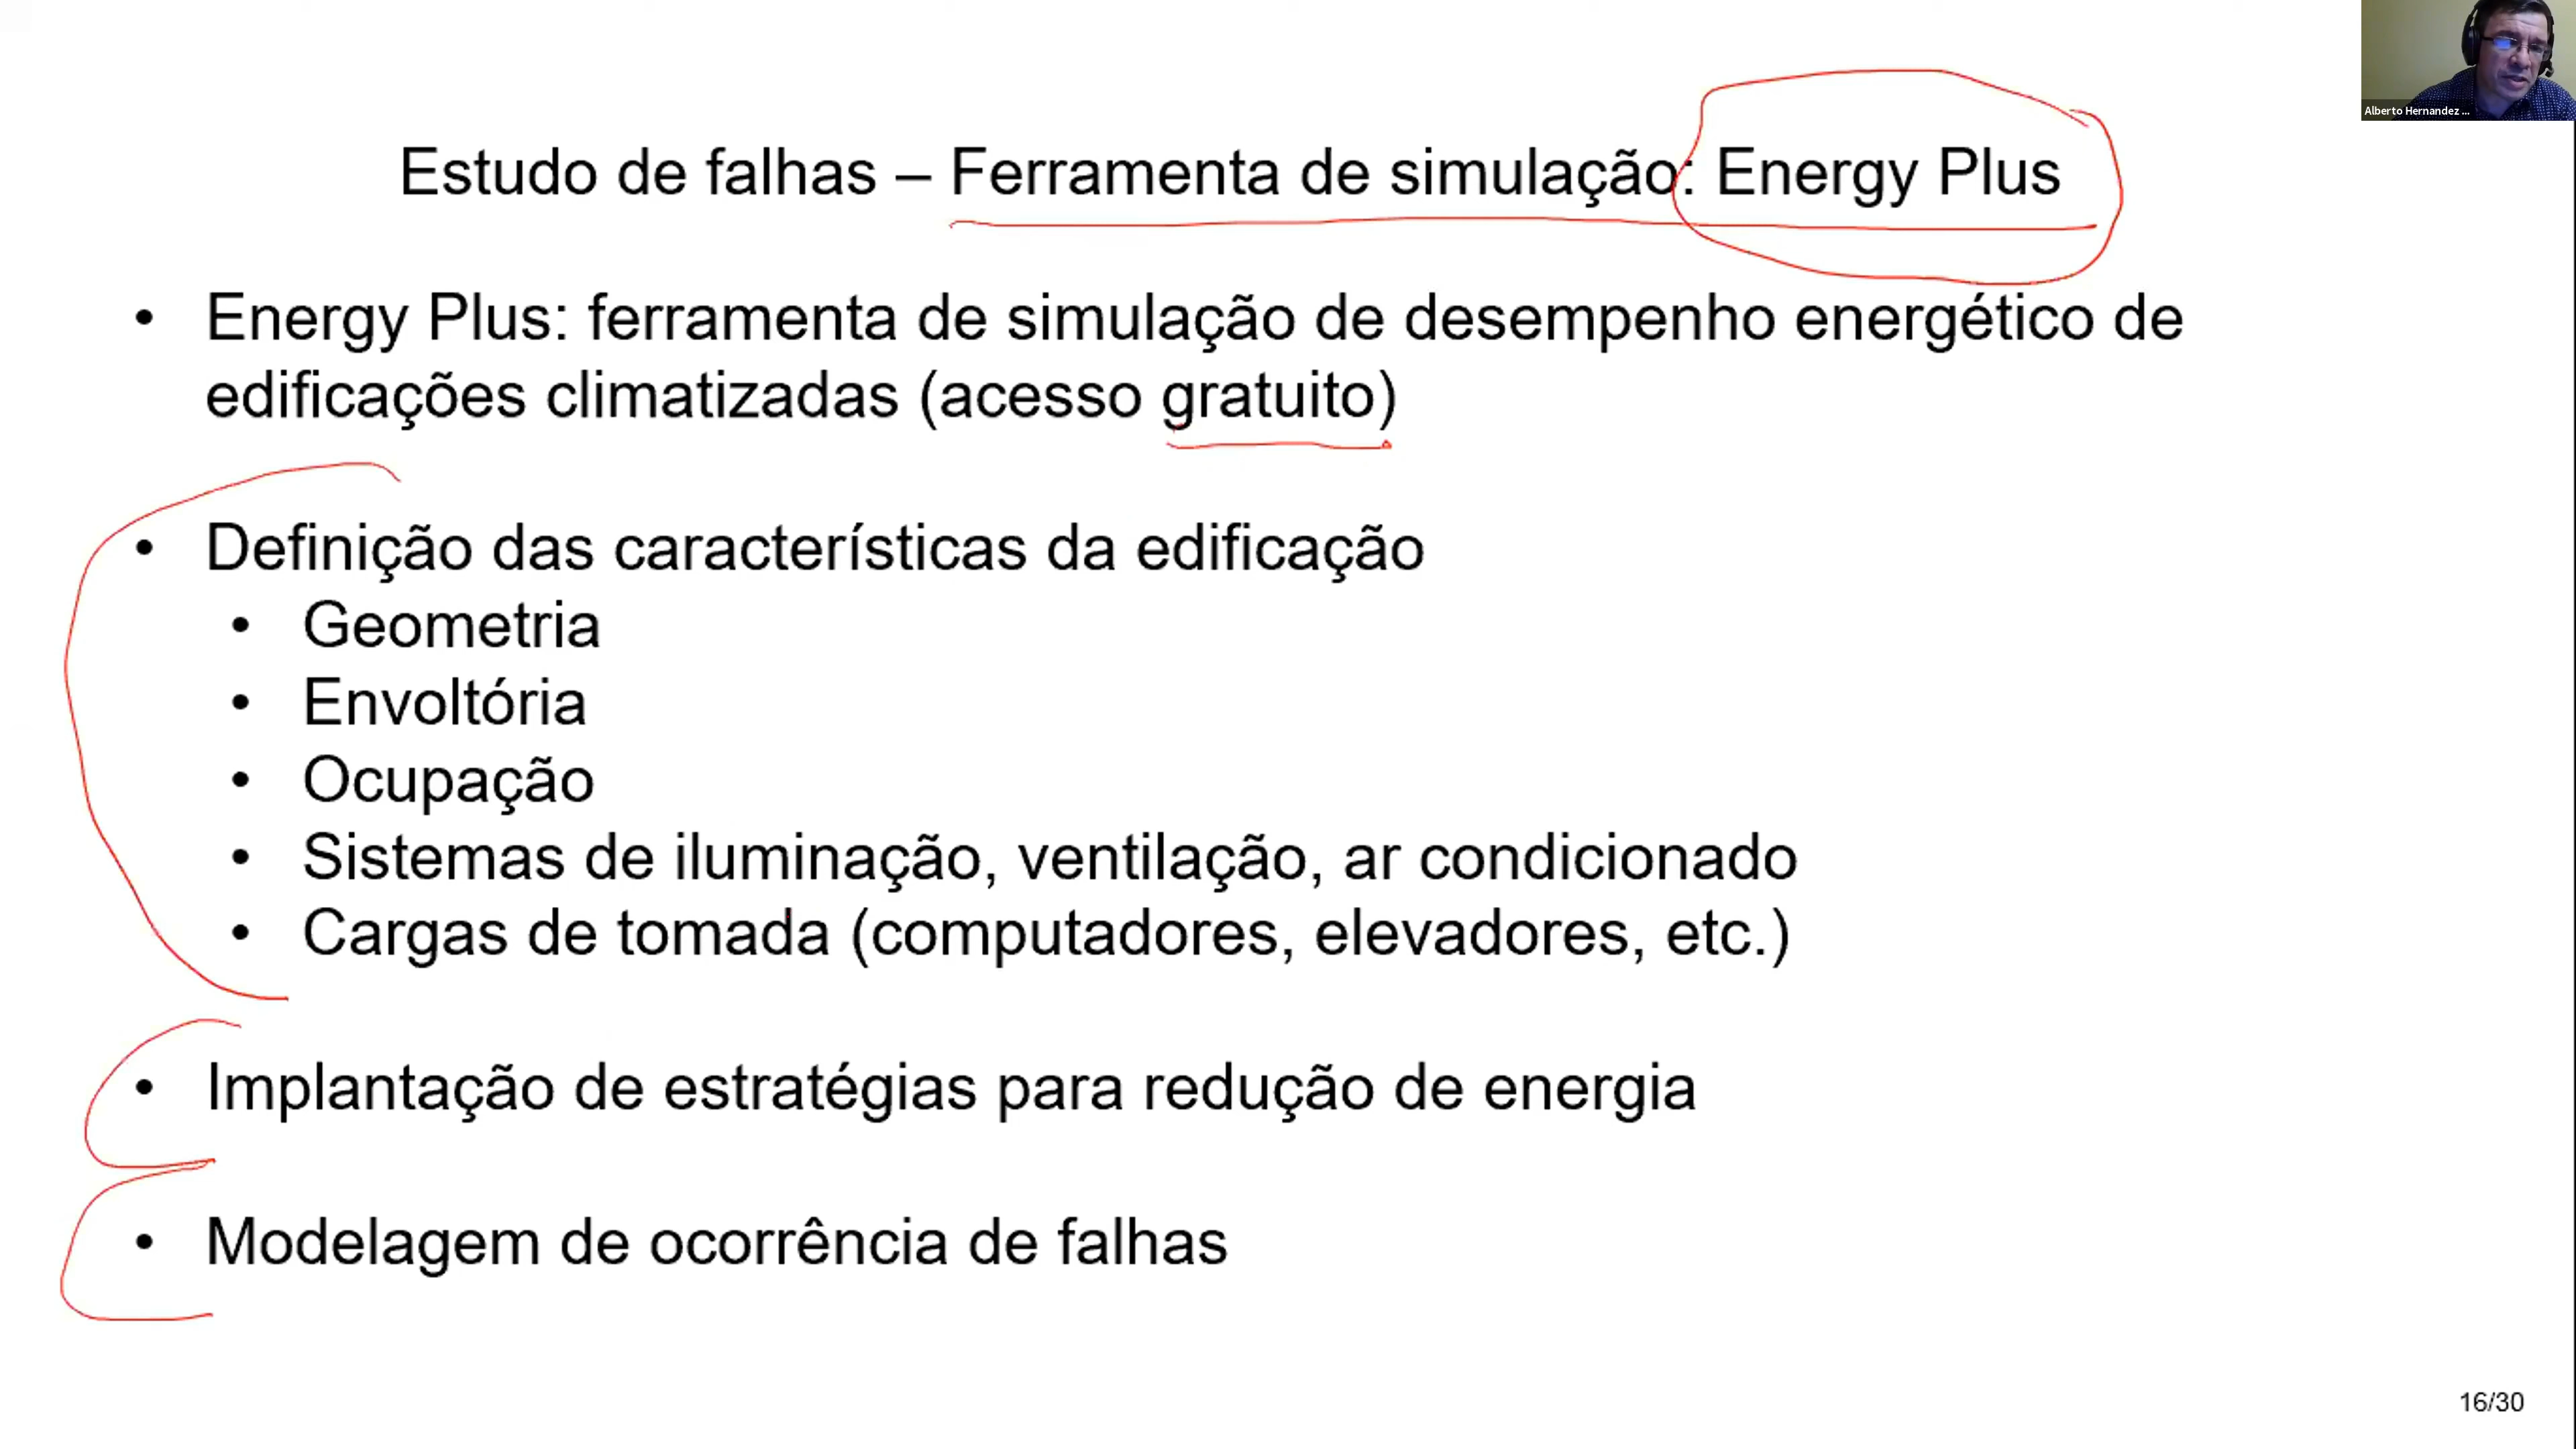 Alberto Hernandez ...
Estudo de falhas – Ferramenta de simulação: Energy Plus
• Energy Plus: ferramenta de simulação de desempenho energético de
edificações climatizadas (acesso gratuito)
• Definição das características da edificação
• Geometria
• Envoltória
• Ocupação
• Sistemas de iluminação, ventilação, ar condicionado
• Cargas de tomada (computadores, elevadores, etc.)
• Implantação de estratégias para redução de energia
• Modelagem de ocorrência de falhas
16/30